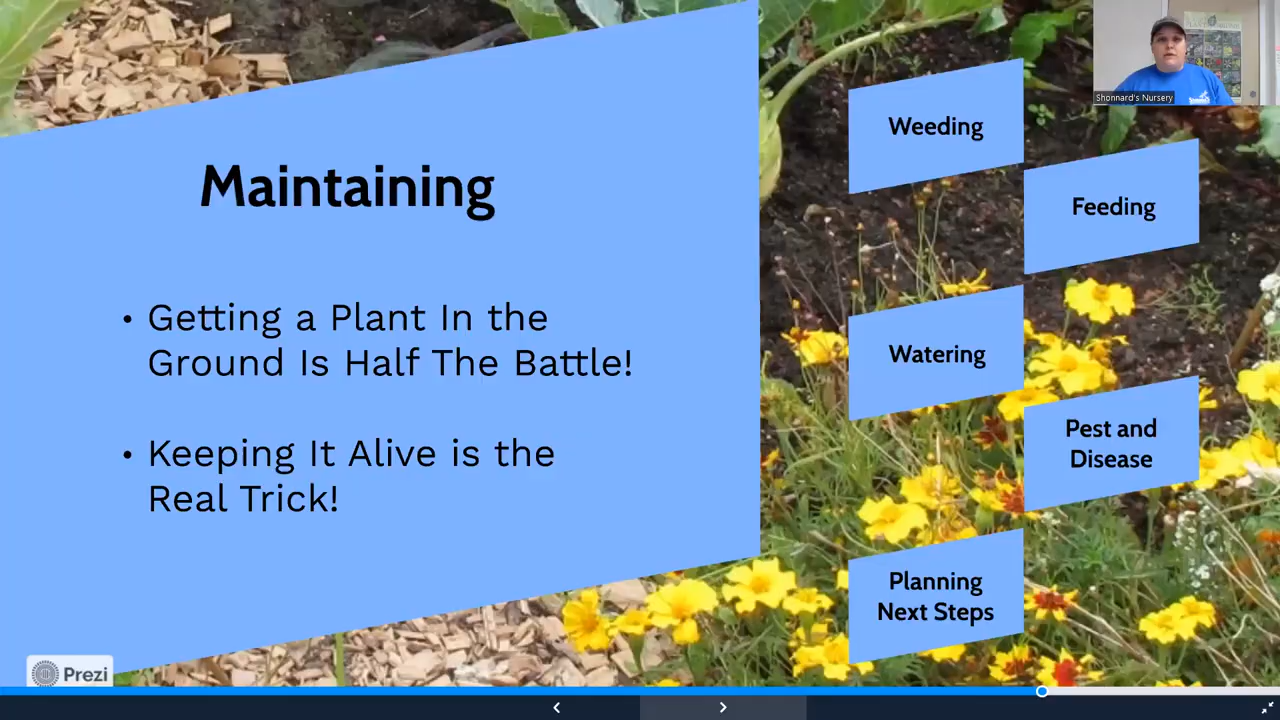 Maintaining
• Getting a Plant In the
Ground Is Half The Battle!
• Keeping It Alive is the
Real Trick!
Weeding
Feeding
Watering
Pest and
Disease
Planning
Next Steps
Shonnard's Nursery
Prezi